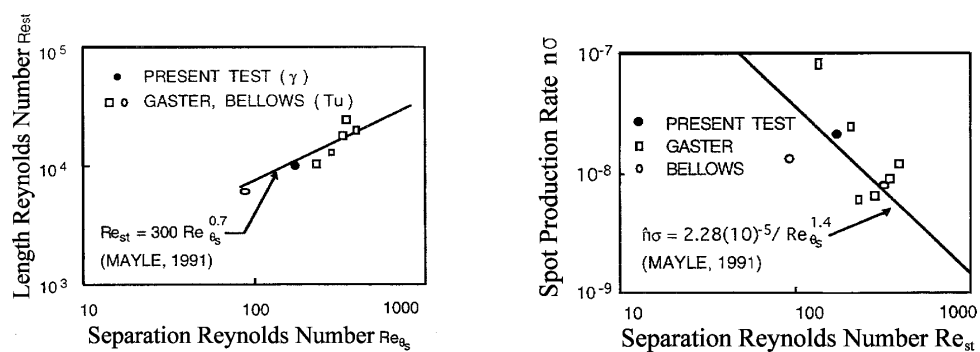 Length Reynolds Number Rest
10^5
10^4
10^3
● PRESENT TEST (γ)
□ ○ GASTER, BELLOWS (Tu)
Re_st = 300 Re_θs^0.7
(MAYLE, 1991)
10 100 1000
Separation Reynolds Number Re_θs
Spot Production Rate nσ
10^-7
10^-8
10^-9
● PRESENT TEST
□ GASTER
○ BELLOWS
n̂σ = 2.28(10)^-5/ Re_θs^1.4
(MAYLE, 1991)
10 100 1000
Separation Reynolds Number Re_st